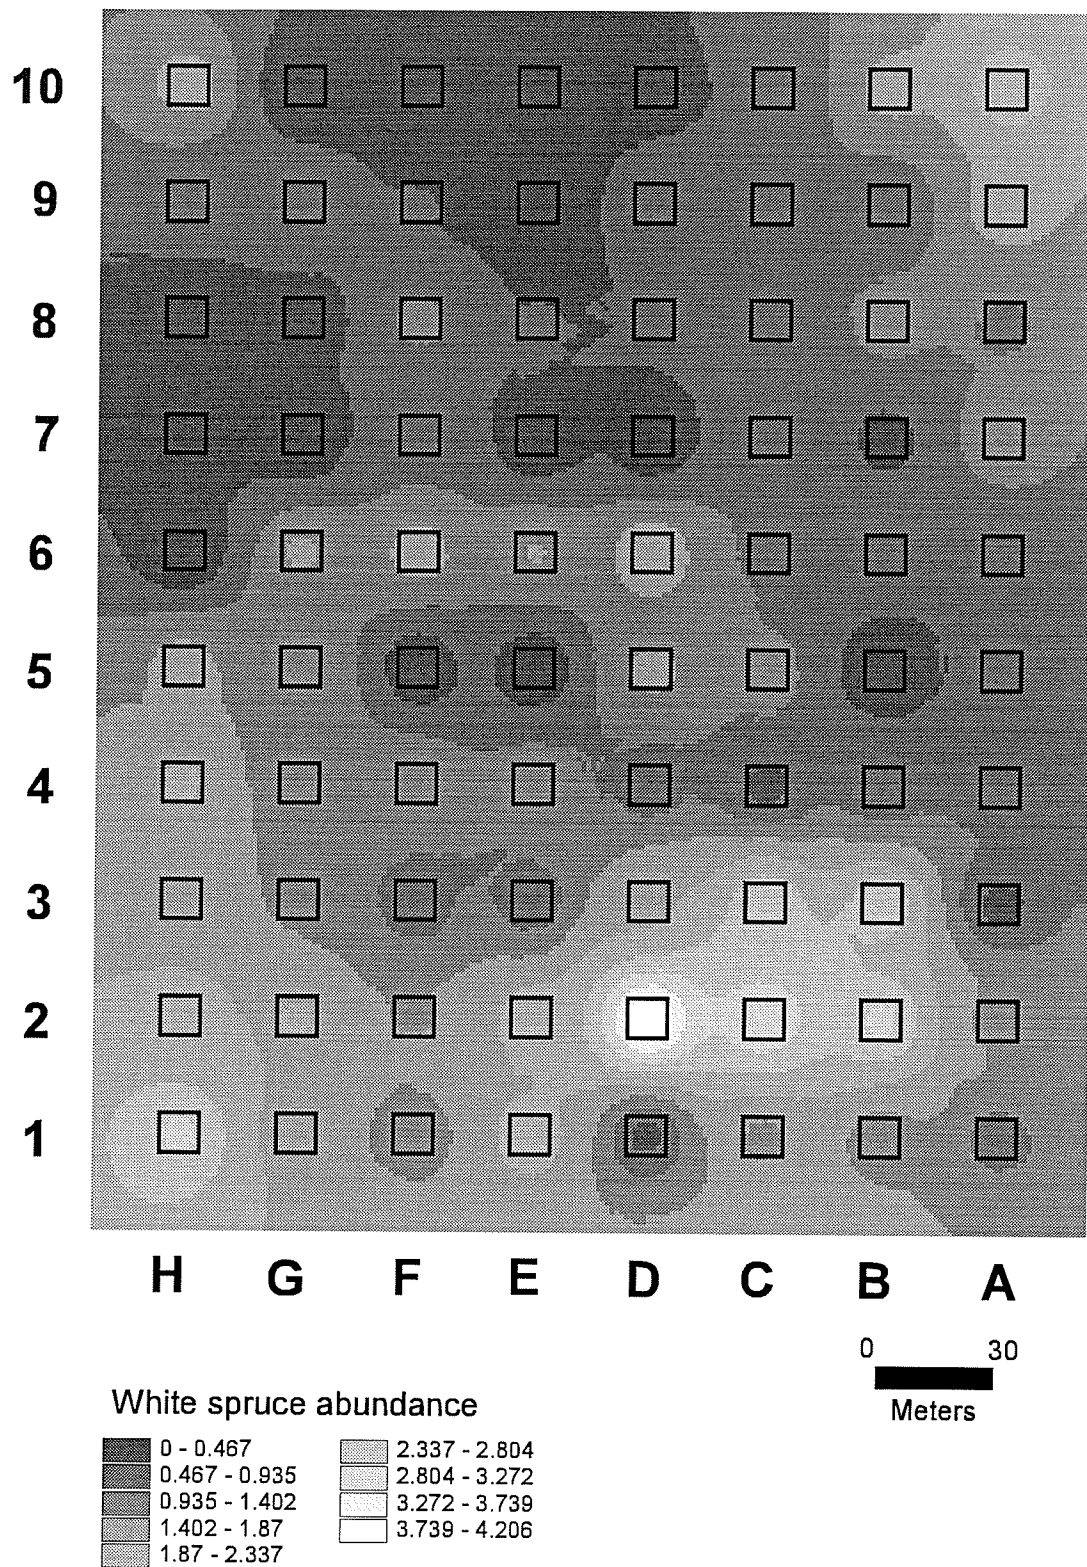 10
9
8
7
6
5
4
3
2
1
H G F E D C B A
0 30
Meters
White spruce abundance
0 - 0.467
0.467 - 0.935
0.935 - 1.402
1.402 - 1.87
1.87 - 2.337
2.337 - 2.804
2.804 - 3.272
3.272 - 3.739
3.739 - 4.206